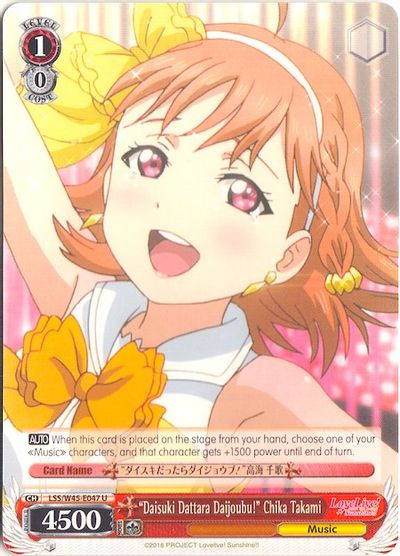 LEVEL
1
0
COST
AUTO When this card is placed on the stage from your hand, choose one of your
«Music» characters, and that character gets +1500 power until end of turn.
Card Name
"ダイスキだったらダイジョウブ!"高海 千歌
CH LSS/W45-E047 U
4500
"Daisuki Dattara Daijoubu!" Chika Takami
LoveLive!
Sunshine!!
Music
©2016 PROJECT Lovelive! Sunshine!!